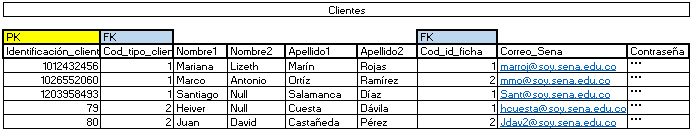 Clientes
PK FK FK
Identificación_client Cod_tipo_clien Nombre1 Nombre2 Apellido1 Apellido2 Cod_id_ficha Correo_Sena Contraseña
1012432456 1 Mariana Lizeth Marín Rojas 1 marroj@soy.sena.edu.co ***
1026552060 1 Marco Antonio Ortíz Ramírez 2 mmo@soy.sena.edu.co ***
1203958493 1 Santiago Null Salamanca Díaz 1 Sant@soy.sena.edu.co ***
79 2 Heiver Null Cuesta Dávila 1 hcuesta@soy.sena.edu.co ***
80 2 Juan David Castañeda Pérez 2 Jdav2@soy.sena.edu.co ***